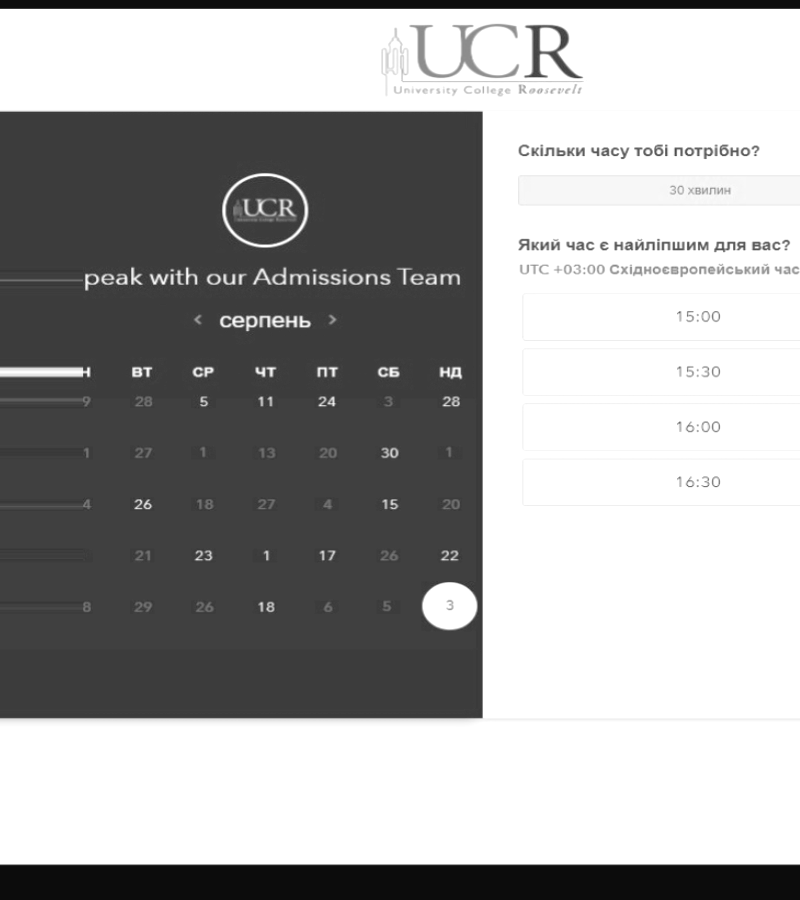 UCR
University College Roosevelt
UCR
peak with our Admissions Team
< серпень >
Н ВТ СР ЧТ ПТ СБ НД
9 28 5 11 24 3 28
1 27 1 13 20 30 1
4 26 18 27 4 15 20
21 23 1 17 26 22
8 29 26 18 6 5 3
Скільки часу тобі потрібно?
30 хвилин
Який час є найліпшим для вас?
UTC +03:00 Східноєвропейський час
15:00
15:30
16:00
16:30